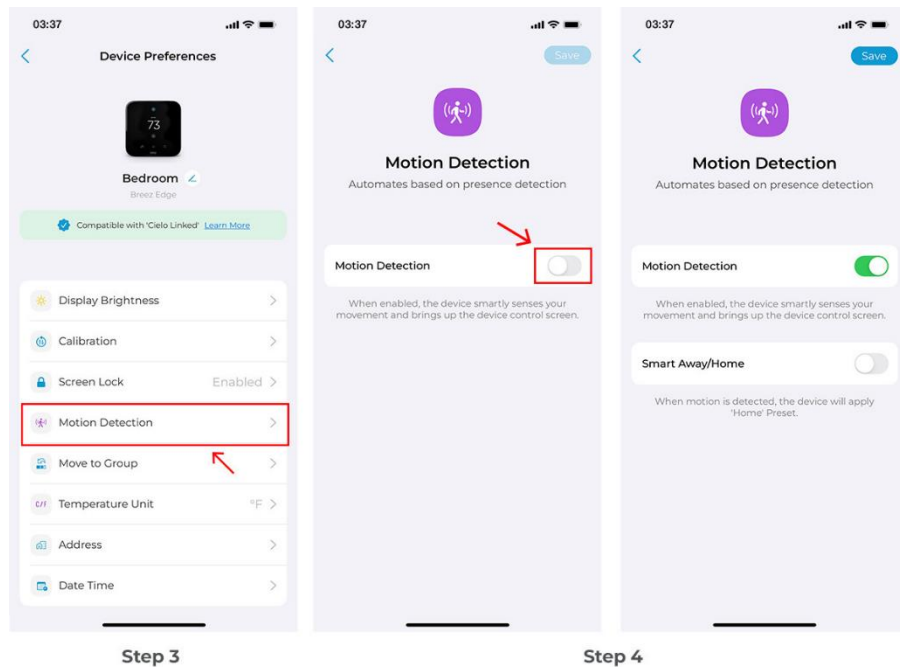 03:37
Device Preferences
73
Bedroom
Breez Edge
Compatible with 'Cielo Linked' Learn More
Display Brightness
Calibration
Screen Lock Enabled
Motion Detection
Move to Group
C/F Temperature Unit °F
Address
Date Time
Step 3
03:37
Save
Motion Detection
Automates based on presence detection
Motion Detection
When enabled, the device smartly senses your
movement and brings up the device control screen.
03:37
Save
Motion Detection
Automates based on presence detection
Motion Detection
When enabled, the device smartly senses your
movement and brings up the device control screen.
Smart Away/Home
When motion is detected, the device will apply
'Home' Preset.
Step 4